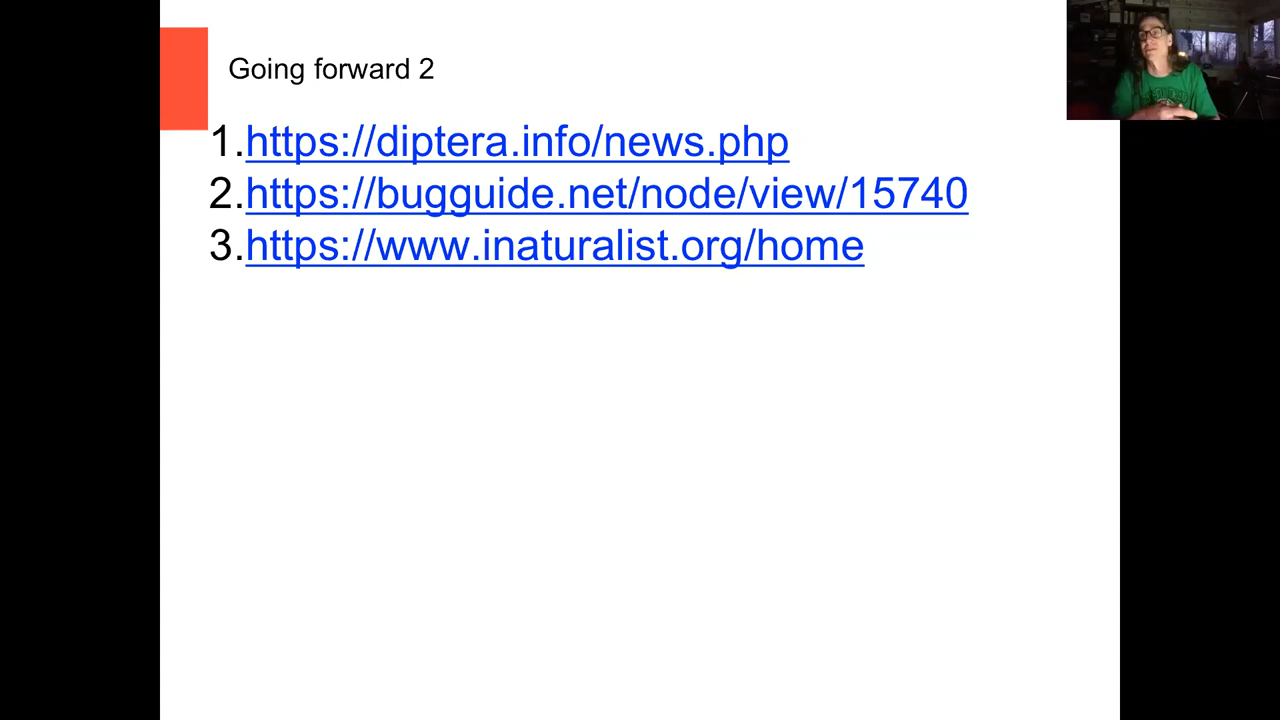 Going forward 2
1.https://diptera.info/news.php
2.https://bugguide.net/node/view/15740
3.https://www.inaturalist.org/home